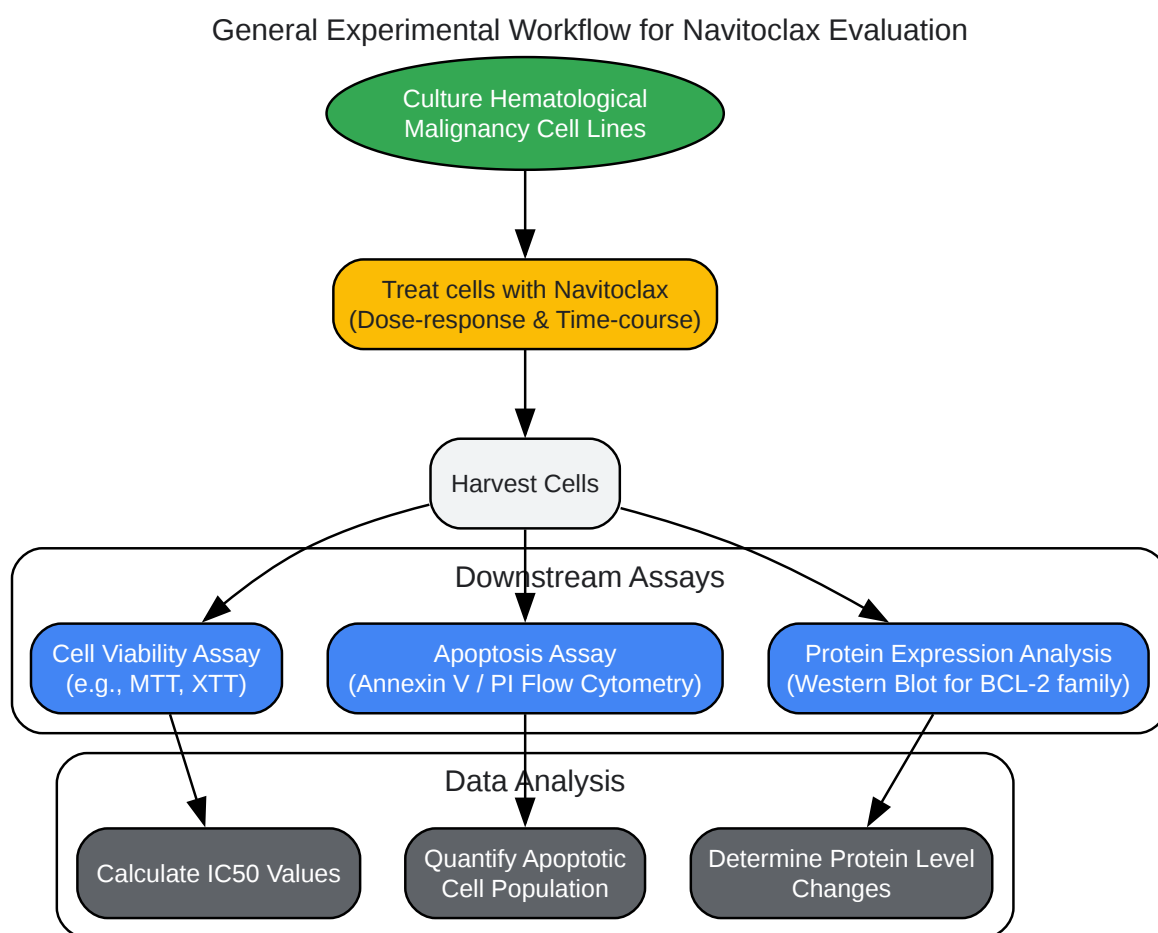 General Experimental Workflow for Navitoclax Evaluation
Culture Hematological
Malignancy Cell Lines
Treat cells with Navitoclax
(Dose-response & Time-course)
Harvest Cells
Downstream Assays
Cell Viability Assay
(e.g., MTT, XTT)
Apoptosis Assay
(Annexin V / PI Flow Cytometry)
Protein Expression Analysis
(Western Blot for BCL-2 family)
Data Analysis
Calculate IC50 Values
Quantify Apoptotic
Cell Population
Determine Protein Level
Changes